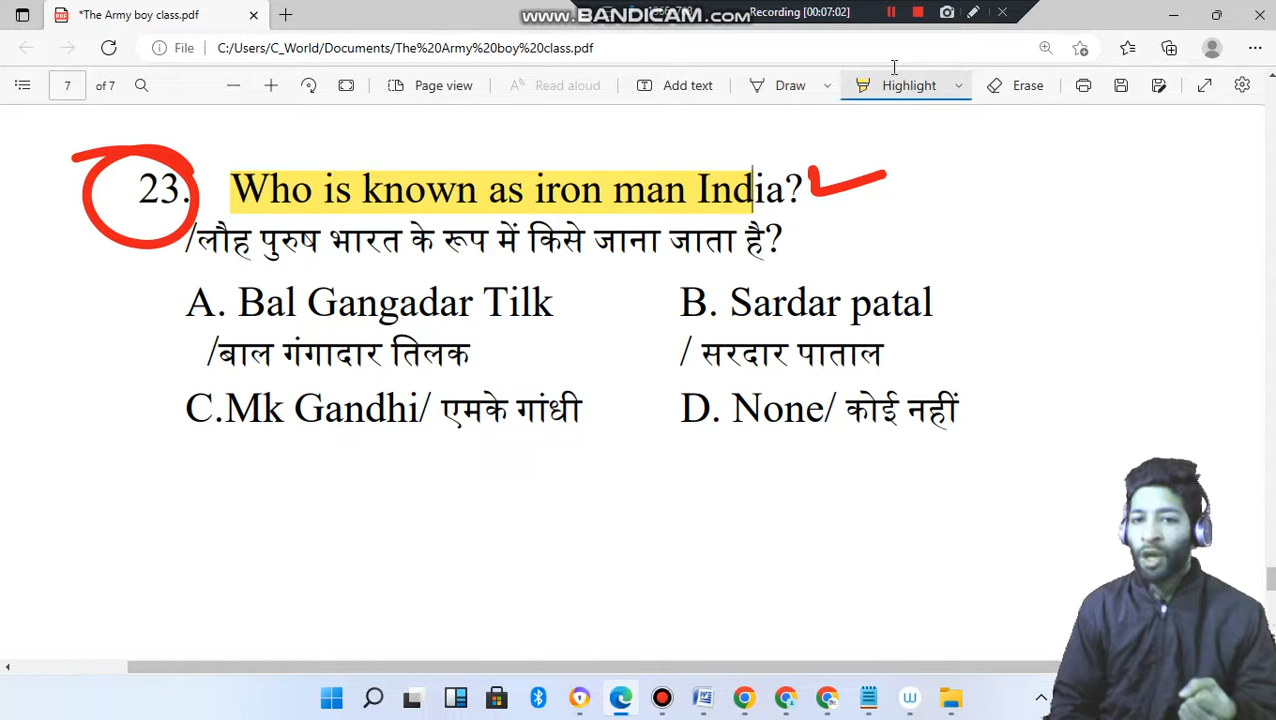 www.BANDICAM.com
Recording [00:07:02]
*The Army boy class.pdf
File C:/Users/C_World/Documents/The%20Army%20boy%20class.pdf
7 of 7 Page view Read aloud Add text Draw Highlight Erase
23. Who is known as iron man India?
/लौह पुरुष भारत के रूप में किसे जाना जाता है?
A. Bal Gangadar Tilk B. Sardar patal
/बाल गंगादार तिलक / सरदार पाताल
C.Mk Gandhi/ एमके गांधी D. None/ कोई नहीं